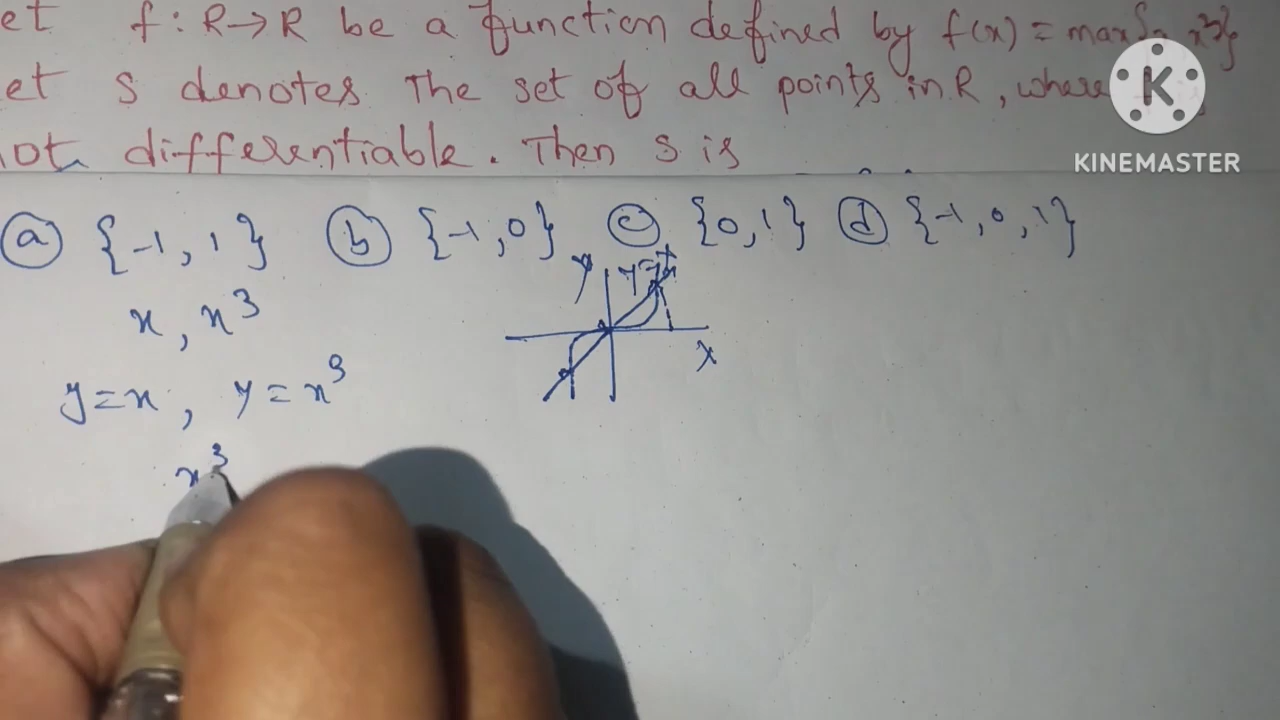 et f : R→R be a function defined by f(x) = max{x, x³}
et S denotes The set of all points in R, where
not differentiable. Then S is
K
KINEMASTER
ⓐ {-1, 1} ⓑ {-1, 0} ⓒ {0, 1} ⓓ {-1, 0, 1}
y y=x
x, x³
x
y=x, y=x³
x³